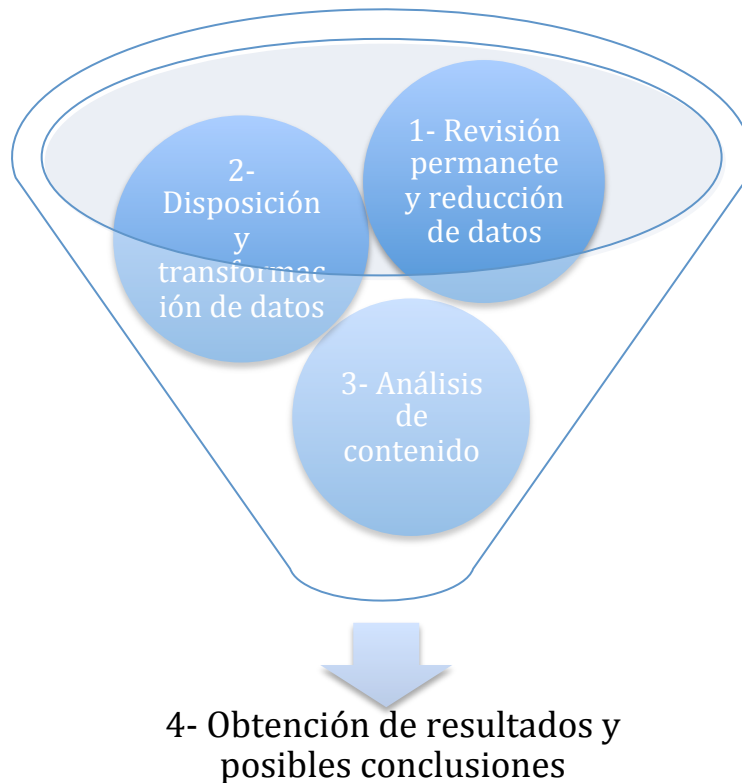 1- Revisión
permanete
y reducción
de datos
2-
Disposición
y
transformac
ión de datos
3- Análisis
de
contenido
4- Obtención de resultados y
posibles conclusiones